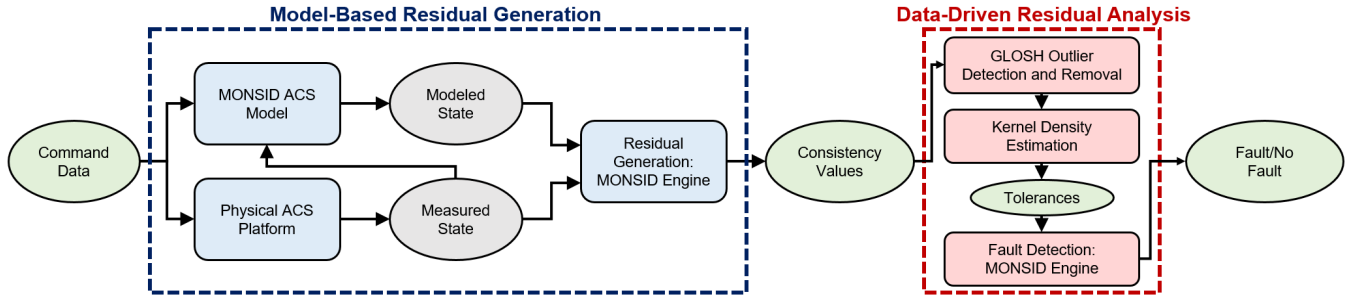 Model-Based Residual Generation
Data-Driven Residual Analysis
Command
Data
MONSID ACS
Model
Modeled
State
Physical ACS
Platform
Measured
State
Residual
Generation:
MONSID Engine
Consistency
Values
GLOSH Outlier
Detection and Removal
Kernel Density
Estimation
Tolerances
Fault Detection:
MONSID Engine
Fault/No
Fault